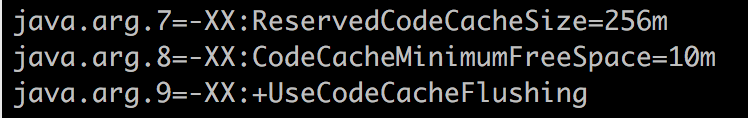 java.arg.7=-XX:ReservedCodeCacheSize=256m
java.arg.8=-XX:CodeCacheMinimumFreeSpace=10m
java.arg.9=-XX:+UseCodeCacheFlushing